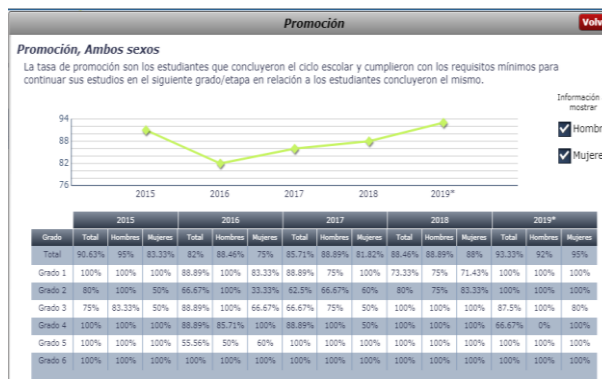 Promoción
Promoción, Ambos sexos
La tasa de promoción son los estudiantes que concluyeron el ciclo escolar y cumplieron con los requisitos mínimos para
continuar sus estudios en el siguiente grado/etapa en relación a los estudiantes concluyeron el mismo.
Información
mostrar
94
88
82
76
2015 2016 2017 2018 2019*
2015 2016 2017 2018 2019*
Grado Total Hombres Mujeres Total Hombres Mujeres Total Hombres Mujeres Total Hombres Mujeres Total Hombres Mujeres
Total 90.63% 95% 83.33% 82% 88.46% 75% 85.71% 88.89% 81.82% 88.46% 88.89% 88% 93.33% 92% 95%
Grado 1 100% 100% 100% 88.89% 100% 83.33% 88.89% 75% 100% 73.33% 75% 71.43% 100% 100% 100%
Grado 2 80% 100% 50% 66.67% 100% 33.33% 62.5% 66.67% 60% 80% 75% 83.33% 100% 100% 100%
Grado 3 75% 83.33% 50% 88.89% 100% 66.67% 66.67% 75% 50% 100% 100% 100% 87.5% 100% 80%
Grado 4 100% 100% 100% 88.89% 85.71% 100% 88.89% 100% 50% 100% 100% 100% 66.67% 0% 100%
Grado 5 100% 100% 100% 55.56% 50% 60% 100% 100% 100% 100% 100% 100% 100% 100% 100%
Grado 6 100% 100% 100% 100% 100% 100% 100% 100% 100% 100% 100% 100% 100% 100% 100%